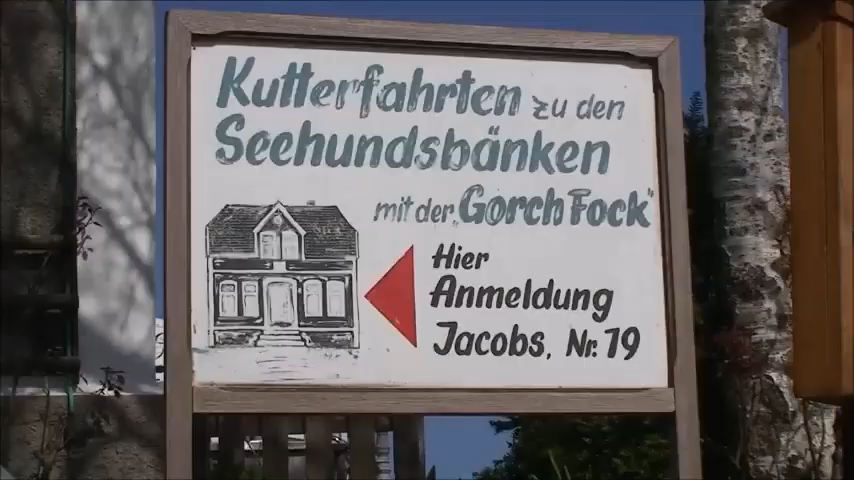 Kutterfahrten zu den
Seehundsbänken
mit der „Gorch Fock"
Hier
Anmeldung
Jacobs, Nr. 19